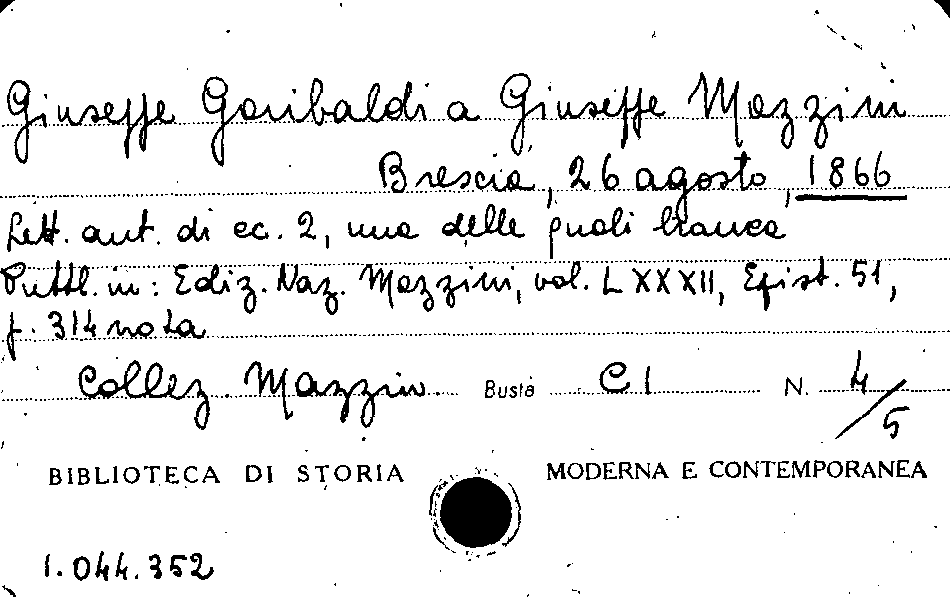 Giuseppe Garibaldi a Giuseppe Mazzini
Brescia, 26 agosto, 1866
Lett. aut. di cc. 2, una delle quali bianca
Pubbl. in: Ediz. Naz. Mazzini, vol. LXXXII, Epist. 51,
p. 314 nota
Collez. Mazzini Busta C1 N. 4/5
BIBLIOTECA DI STORIA MODERNA E CONTEMPORANEA
1.044.352